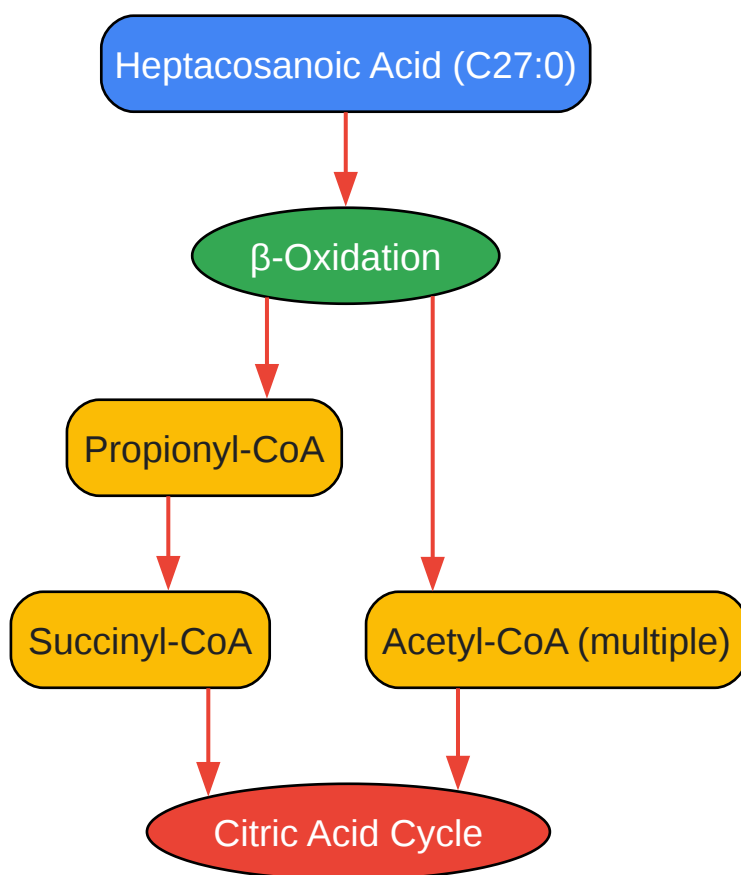 Heptacosanoic Acid (C27:0)
β-Oxidation
Propionyl-CoA
Succinyl-CoA
Acetyl-CoA (multiple)
Citric Acid Cycle